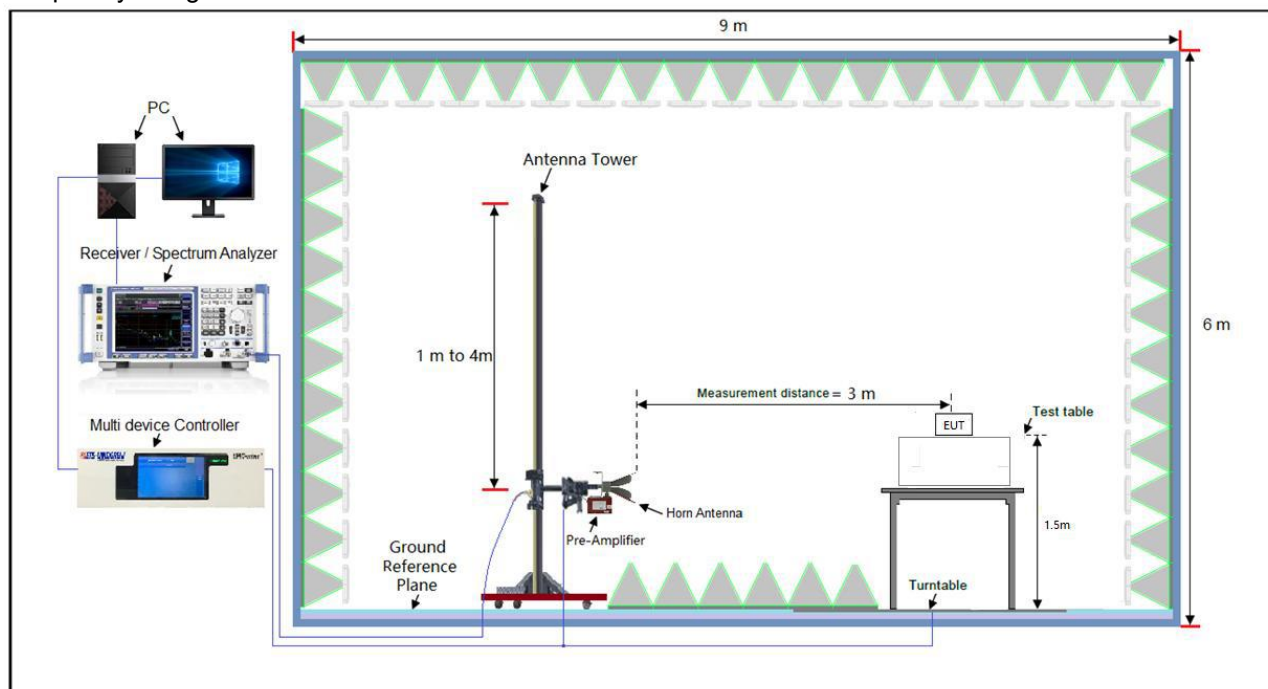 9 m
PC
Antenna Tower
Receiver / Spectrum Analyzer
1 m to 4m
6 m
Measurement distance = 3 m
EUT
Test table
Multi device Controller
Horn Antenna
Pre-Amplifier
1.5m
Ground
Reference
Plane
Turntable